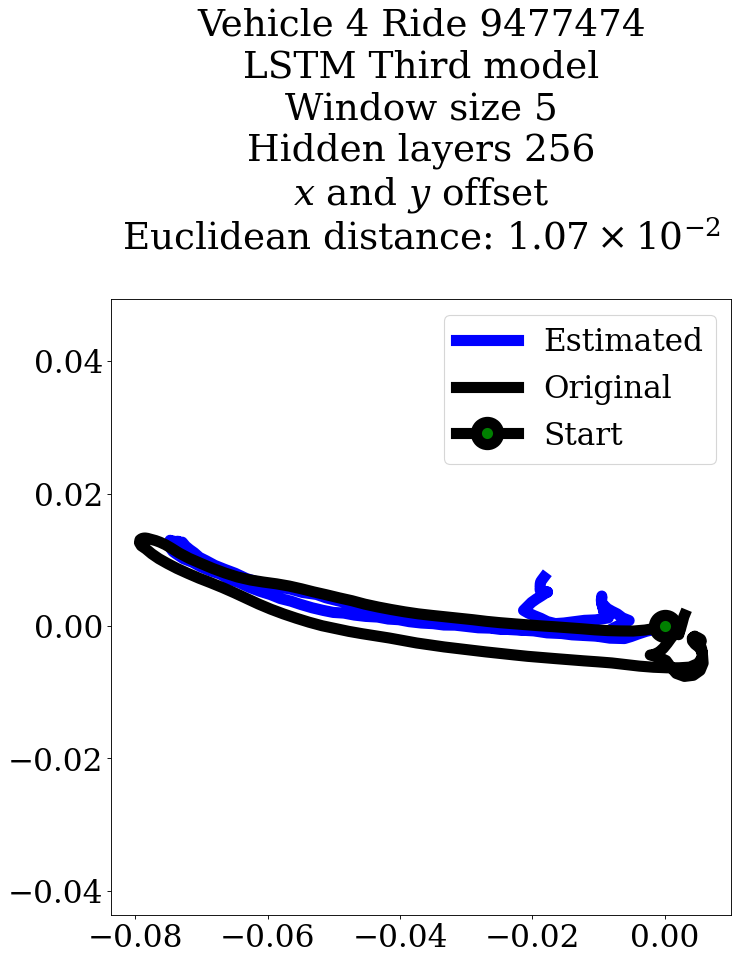 Vehicle 4 Ride 9477474
LSTM Third model
Window size 5
Hidden layers 256
x and y offset
Euclidean distance: 1.07 × 10⁻²
Estimated
Original
Start
0.04
0.02
0.00
−0.02
−0.04
−0.08 −0.06 −0.04 −0.02 0.00